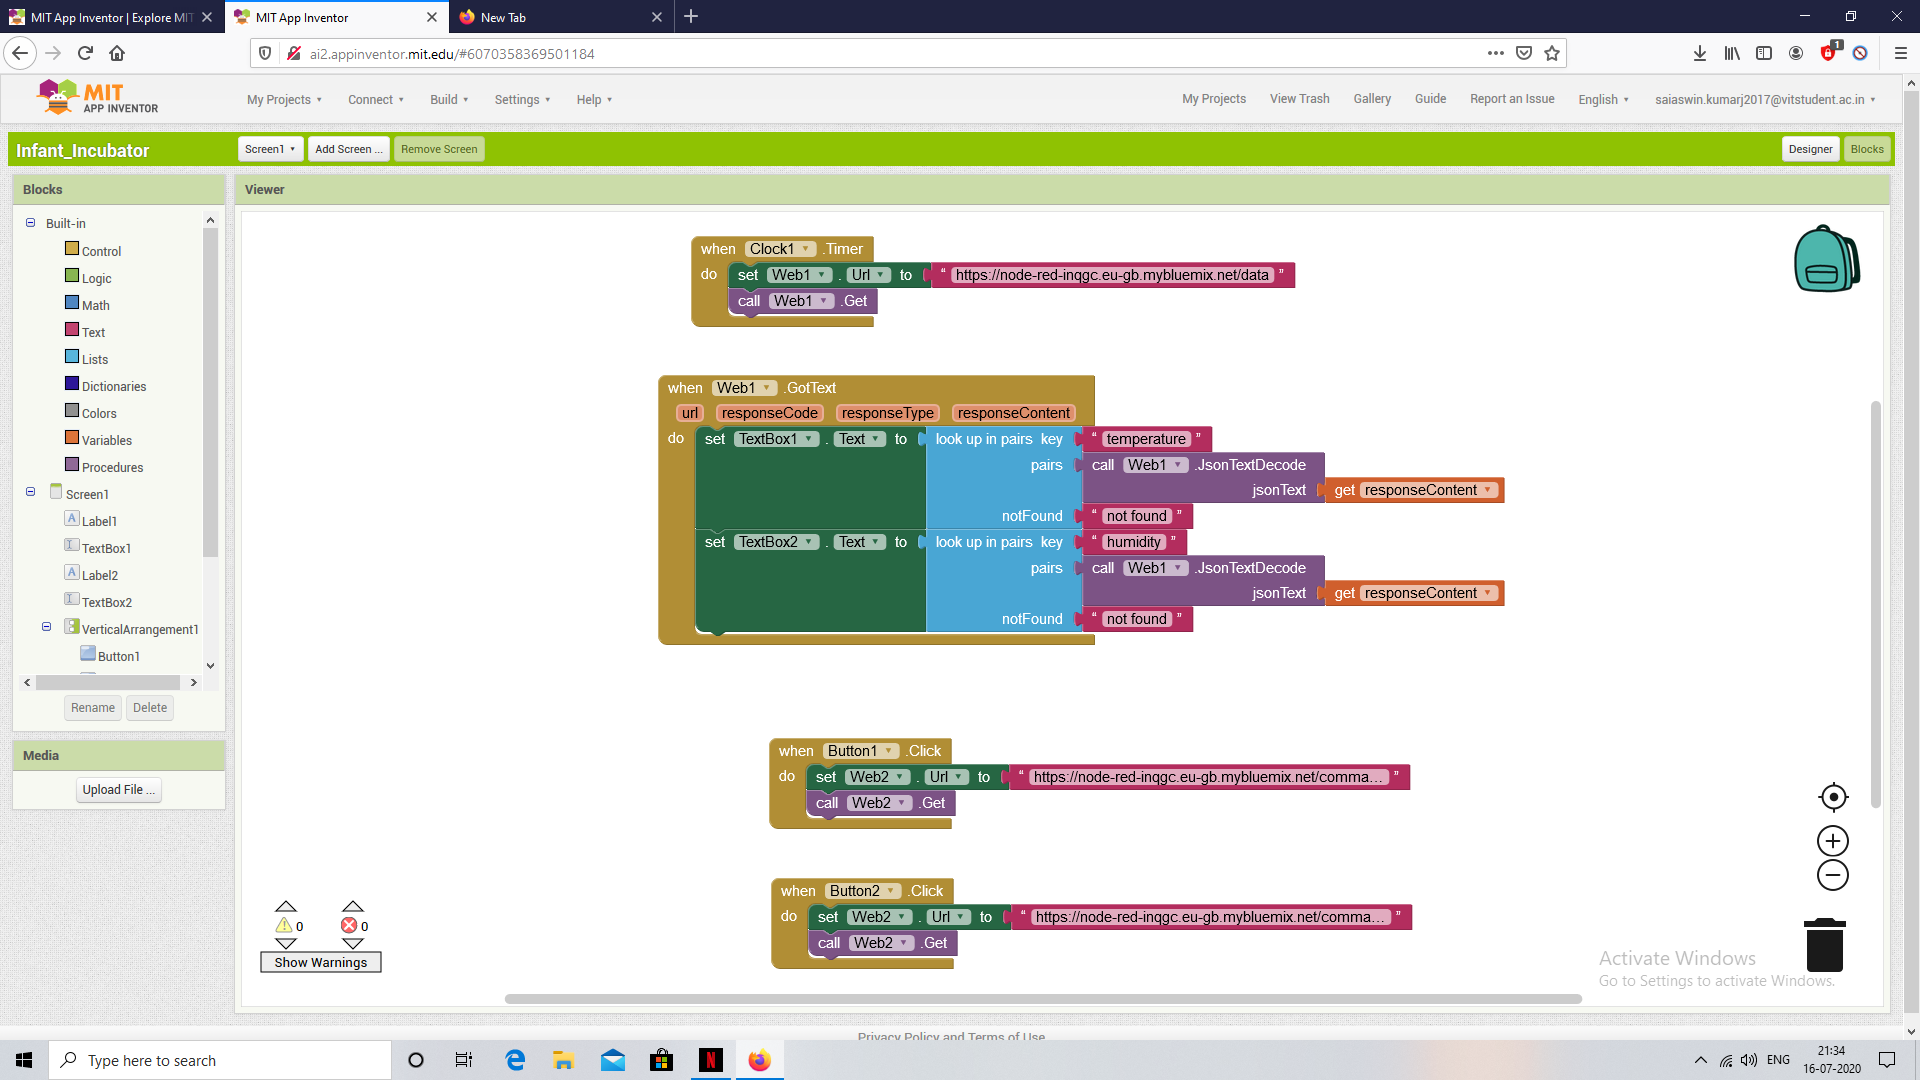 MIT App Inventor | Explore MIT
MIT App Inventor
New Tab
ai2.appinventor.mit.edu/#6070358369501184
1
MIT
APP INVENTOR
My Projects
Connect
Build
Settings
Help
My Projects
View Trash
Gallery
Guide
Report an Issue
English
saiaswin.kumarj2017@vitstudent.ac.in
Infant_Incubator
Screen1
Add Screen ...
Remove Screen
Designer
Blocks
Blocks
Built-in
Control
Logic
Math
Text
Lists
Dictionaries
Colors
Variables
Procedures
Screen1
A Label1
TextBox1
A Label2
TextBox2
VerticalArrangement1
Button1
Rename
Delete
Media
Upload File ...
Viewer
when Clock1 .Timer
do set Web1 . Url to “ https://node-red-inqgc.eu-gb.mybluemix.net/data ”
call Web1 .Get
when Web1 .GotText
url responseCode responseType responseContent
do set TextBox1 . Text to look up in pairs key “ temperature ”
pairs call Web1 .JsonTextDecode
jsonText get responseContent
notFound “ not found ”
set TextBox2 . Text to look up in pairs key “ humidity ”
pairs call Web1 .JsonTextDecode
jsonText get responseContent
notFound “ not found ”
when Button1 .Click
do set Web2 . Url to “ https://node-red-inqgc.eu-gb.mybluemix.net/comma... ”
call Web2 .Get
when Button2 .Click
do set Web2 . Url to “ https://node-red-inqgc.eu-gb.mybluemix.net/comma... ”
call Web2 .Get
0
0
Show Warnings
Activate Windows
Go to Settings to activate Windows.
Privacy Policy and Terms of Use
Type here to search
N
ENG
21:34
16-07-2020